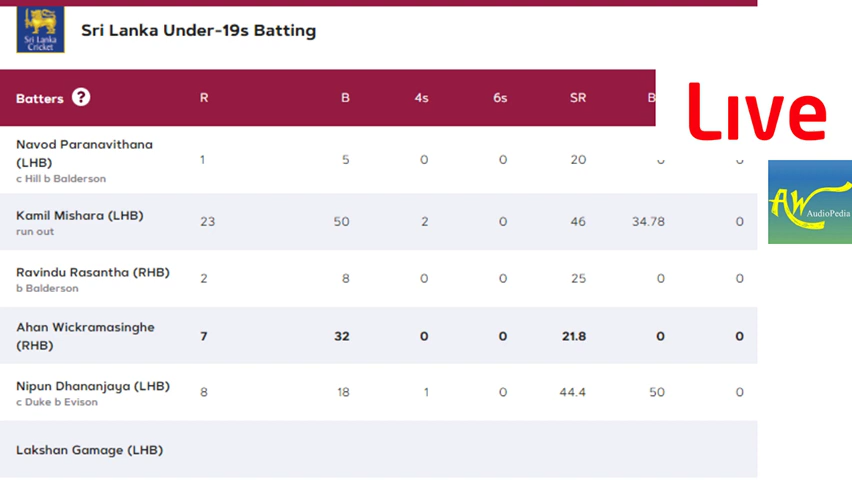 Sri Lanka
Cricket
Sri Lanka Under-19s Batting
Batters ? R B 4s 6s SR B
Live
Navod Paranavithana
(LHB)
c Hill b Balderson
1 5 0 0 20
AW AudioPedia
Kamil Mishara (LHB)
run out
23 50 2 0 46 34.78 0
Ravindu Rasantha (RHB)
b Balderson
2 8 0 0 25 0 0
Ahan Wickramasinghe
(RHB)
7 32 0 0 21.8 0 0
Nipun Dhananjaya (LHB)
c Duke b Evison
8 18 1 0 44.4 50 0
Lakshan Gamage (LHB)